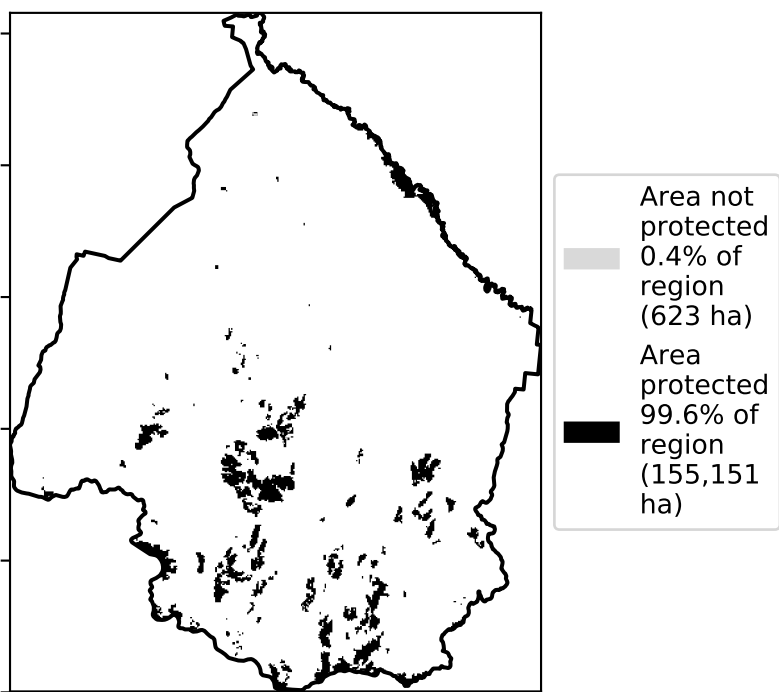 Area not
protected
0.4% of
region
(623 ha)
Area
protected
99.6% of
region
(155,151
ha)